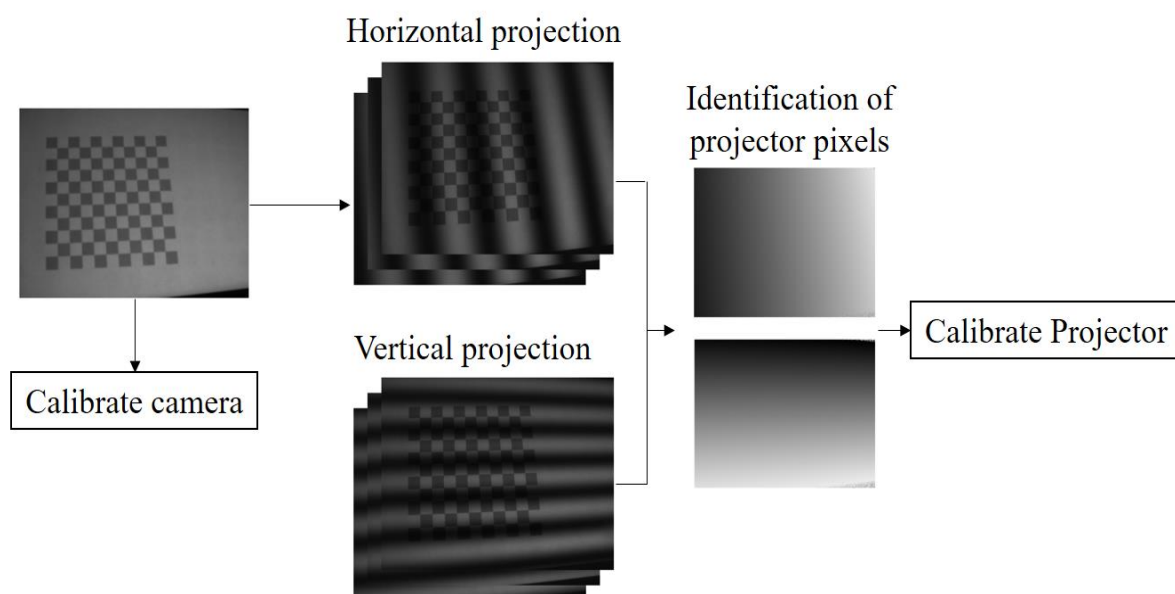 Horizontal projection
Identification of
projector pixels
Calibrate Projector
Vertical projection
Calibrate camera